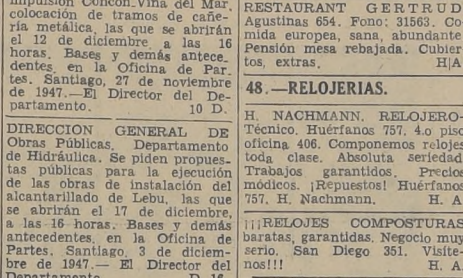 Impulsión Concón-Viña del Mar,
colocación de tramos de cañe-
ría metálica, las que se abrirán
el 12 de diciembre a las 16
horas. Bases y demás antece-
dentes en la Oficina de Par-
tes. Santiago, 27 de noviembre
de 1947.—El Director del De-
partamento. 10 D.
DIRECCION GENERAL DE
Obras Públicas, Departamento
de Hidráulica. Se piden propues-
tas públicas para la ejecución
de las obras de instalación del
alcantarillado de Lebu, las que
se abrirán el 17 de diciembre,
a las 16 horas. Bases y demás
antecedentes, en la Oficina de
Partes, Santiago, 3 de diciem-
bre de 1947.— El Director del
Departamento. D. 16
RESTAURANT GERTRUD
Agustinas 654. Fono: 31563. Co
mida europea, sana, abundante
Pensión mesa rebajada. Cubier
tos, extras. H|A
48.—RELOJERIAS.
H. NACHMANN. RELOJERO-
Técnico. Huérfanos 757, 4.o piso
oficina 406. Componemos relojes
toda clase. Absoluta seriedad
Trabajos garantidos. Precios
módicos. ¡Repuestos! Huérfanos
757, H. Nachmann. H. A
¡¡¡RELOJES COMPOSTURAS
baratas, garantidas. Negocio muy
serio. San Diego 351. Visíte-
nos!!! H. A.